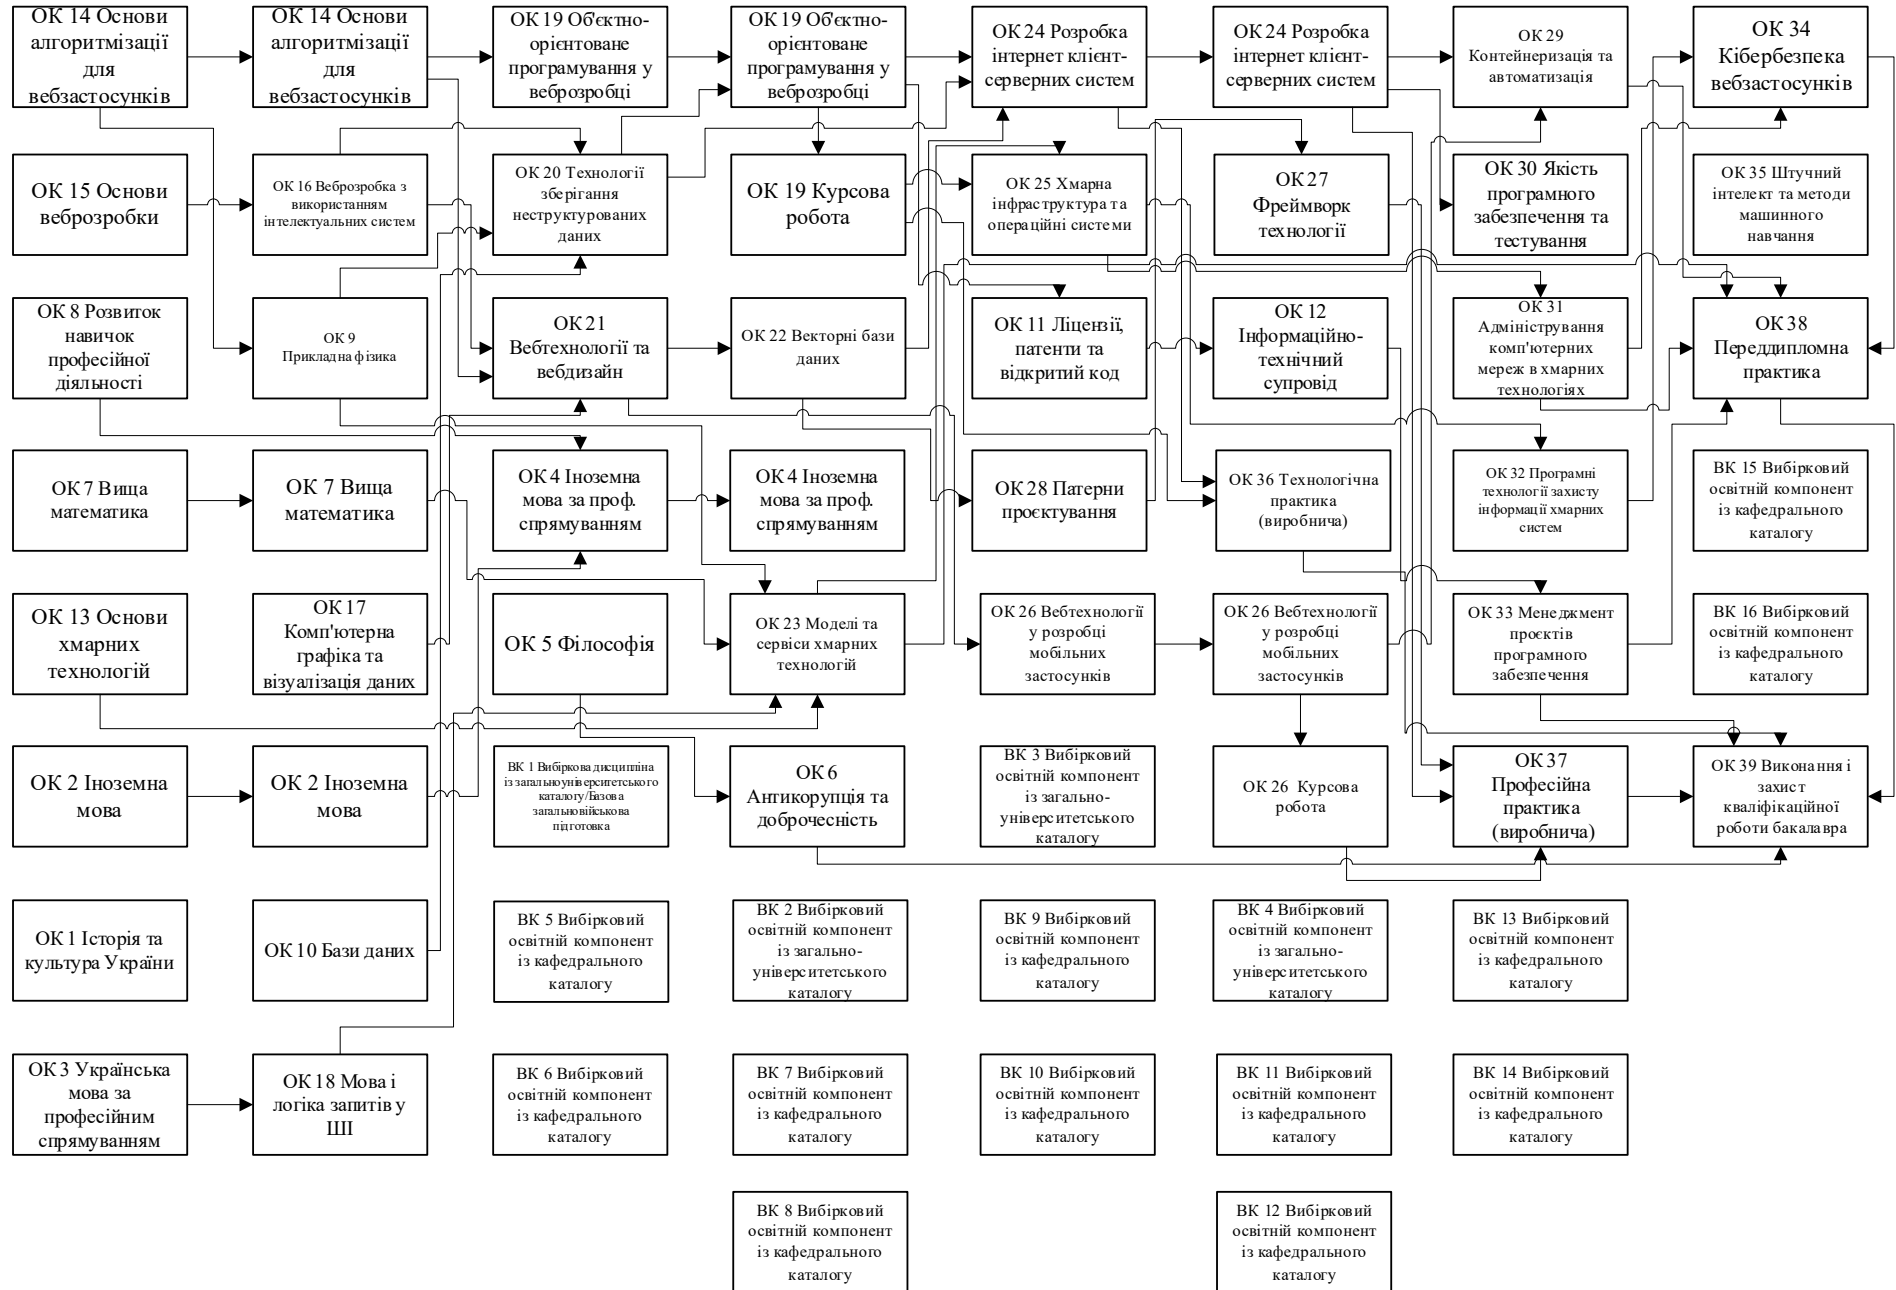 ОК 14 Основи
алгоритмізації
для
вебзастосунків
ОК 14 Основи
алгоритмізації
для
вебзастосунків
ОК 19 Об'єктно-
орієнтоване
програмування у
веброзробці
ОК 19 Об'єктно-
орієнтоване
програмування у
веброзробці
ОК 24 Розробка
інтернет клієнт-
серверних систем
ОК 24 Розробка
інтернет клієнт-
серверних систем
ОК 29
Контейнеризація та
автоматизація
ОК 34
Кібербезпека
вебзастосунків
ОК 15 Основи
веброзробки
ОК 16 Веброзробка з
використанням
інтелектуальних систем
ОК 20 Технології
зберігання
неструктурованих
даних
ОК 19 Курсова
робота
ОК 25 Хмарна
інфраструктура та
операційні системи
ОК 27
Фреймворк
технології
ОК 30 Якість
програмного
забезпечення та
тестування
ОК 35 Штучний
інтелект та методи
машинного
навчання
ОК 8 Розвиток
навичок
професійної
діяльності
ОК 9
Прикладна фізика
ОК 21
Вебтехнології та
вебдизайн
ОК 22 Векторні бази
даних
ОК 11 Ліцензії,
патенти та
відкритий код
ОК 12
Інформаційно-
технічний
супровід
ОК 31
Адміністрування
комп'ютерних
мереж в хмарних
технологіях
ОК 38
Переддипломна
практика
ОК 7 Вища
математика
ОК 7 Вища
математика
ОК 4 Іноземна
мова за проф.
спрямуванням
ОК 4 Іноземна
мова за проф.
спрямуванням
ОК 28 Патерни
проєктування
ОК 36 Технологічна
практика
(виробнича)
ОК 32 Програмні
технології захисту
інформації хмарних
систем
ВК 15 Вибірковий
освітній компонент
із кафедрального
каталогу
ОК 13 Основи
хмарних
технологій
ОК 17
Комп'ютерна
графіка та
візуалізація даних
ОК 5 Філософія
ОК 23 Моделі та
сервіси хмарних
технологій
ОК 26 Вебтехнології
у розробці
мобільних
застосунків
ОК 26 Вебтехнології
у розробці
мобільних
застосунків
ОК 33 Менеджмент
проєктів
програмного
забезпечення
ВК 16 Вибірковий
освітній компонент
із кафедрального
каталогу
ОК 2 Іноземна
мова
ОК 2 Іноземна
мова
ВК 1 Вибіркова дисципліна
із загальноуніверситетського
каталогу/Базова
загальновійськова
підготовка
ОК 6
Антикорупція та
доброчесність
ВК 3 Вибірковий
освітній компонент
із загально-
університетського
каталогу
ОК 26 Курсова
робота
ОК 37
Професійна
практика
(виробнича)
ОК 39 Виконання і
захист
кваліфікаційної
роботи бакалавра
ОК 1 Історія та
культура України
ОК 10 Бази даних
ВК 5 Вибірковий
освітній компонент
із кафедрального
каталогу
ВК 2 Вибірковий
освітній компонент
із загально-
університетського
каталогу
ВК 9 Вибірковий
освітній компонент
із кафедрального
каталогу
ВК 4 Вибірковий
освітній компонент
із загально-
університетського
каталогу
ВК 13 Вибірковий
освітній компонент
із кафедрального
каталогу
ОК 3 Українська
мова за
професійним
спрямуванням
ОК 18 Мова і
логіка запитів у
ШІ
ВК 6 Вибірковий
освітній компонент
із кафедрального
каталогу
ВК 7 Вибірковий
освітній компонент
із кафедрального
каталогу
ВК 10 Вибірковий
освітній компонент
із кафедрального
каталогу
ВК 11 Вибірковий
освітній компонент
із кафедрального
каталогу
ВК 14 Вибірковий
освітній компонент
із кафедрального
каталогу
ВК 8 Вибірковий
освітній компонент
із кафедрального
каталогу
ВК 12 Вибірковий
освітній компонент
із кафедрального
каталогу